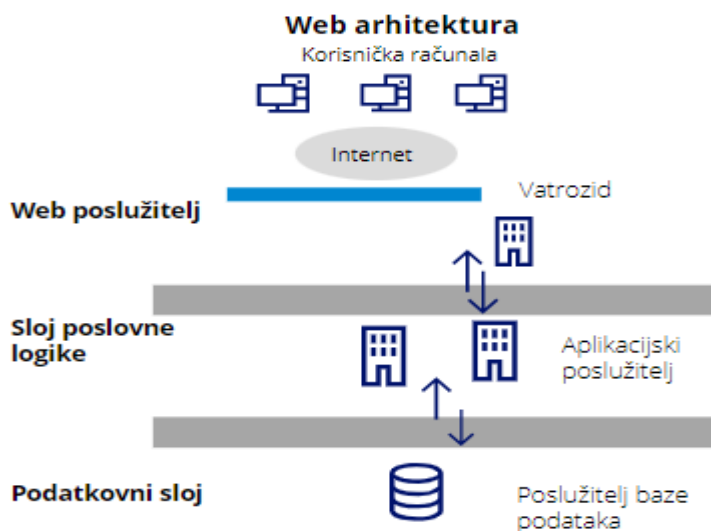 Web arhitektura
Korisnička računala
Internet
Vatrozid
Web poslužitelj
Sloj poslovne
logike
Aplikacijski
poslužitelj
Podatkovni sloj
Poslužitelj baze
podataka